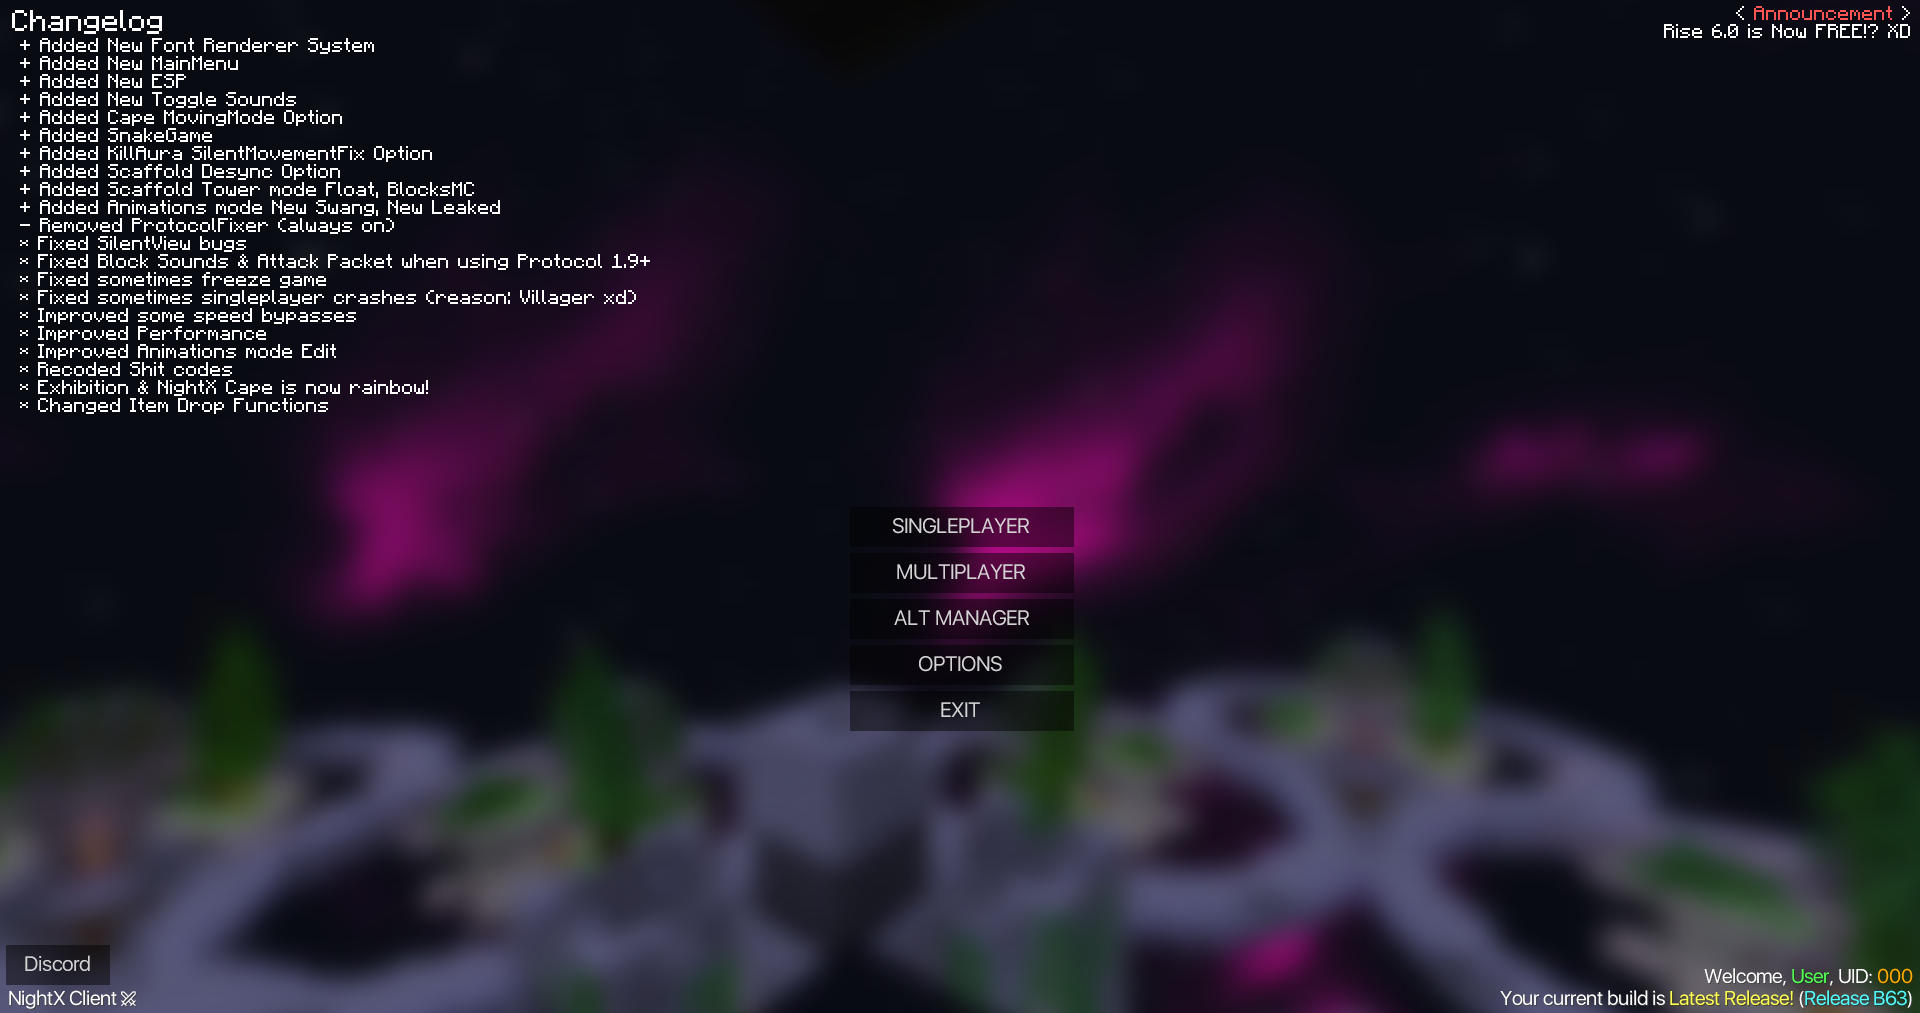 Changelog
+ Added New Font Renderer System
+ Added New MainMenu
+ Added New ESP
+ Added New Toggle Sounds
+ Added Cape MovingMode Option
+ Added SnakeGame
+ Added KillAura SilentMovementFix Option
+ Added Scaffold Desync Option
+ Added Scaffold Tower mode Float, BlocksMC
+ Added Animations mode New Swang, New Leaked
- Removed ProtocolFixer (always on)
* Fixed SilentView bugs
* Fixed Block Sounds & Attack Packet when using Protocol 1.9+
* Fixed sometimes freeze game
* Fixed sometimes singleplayer crashes (reason: Villager xd)
* Improved some speed bypasses
* Improved Performance
* Improved Animations mode Edit
* Recoded Shit codes
* Exhibition & NightX Cape is now rainbow!
* Changed Item Drop Functions
< Announcement >
Rise 6.0 is Now FREE!? XD
SINGLEPLAYER
MULTIPLAYER
ALT MANAGER
OPTIONS
EXIT
Discord
NightX Client ⚔
Welcome, User, UID: 000
Your current build is Latest Release! (Release B63)